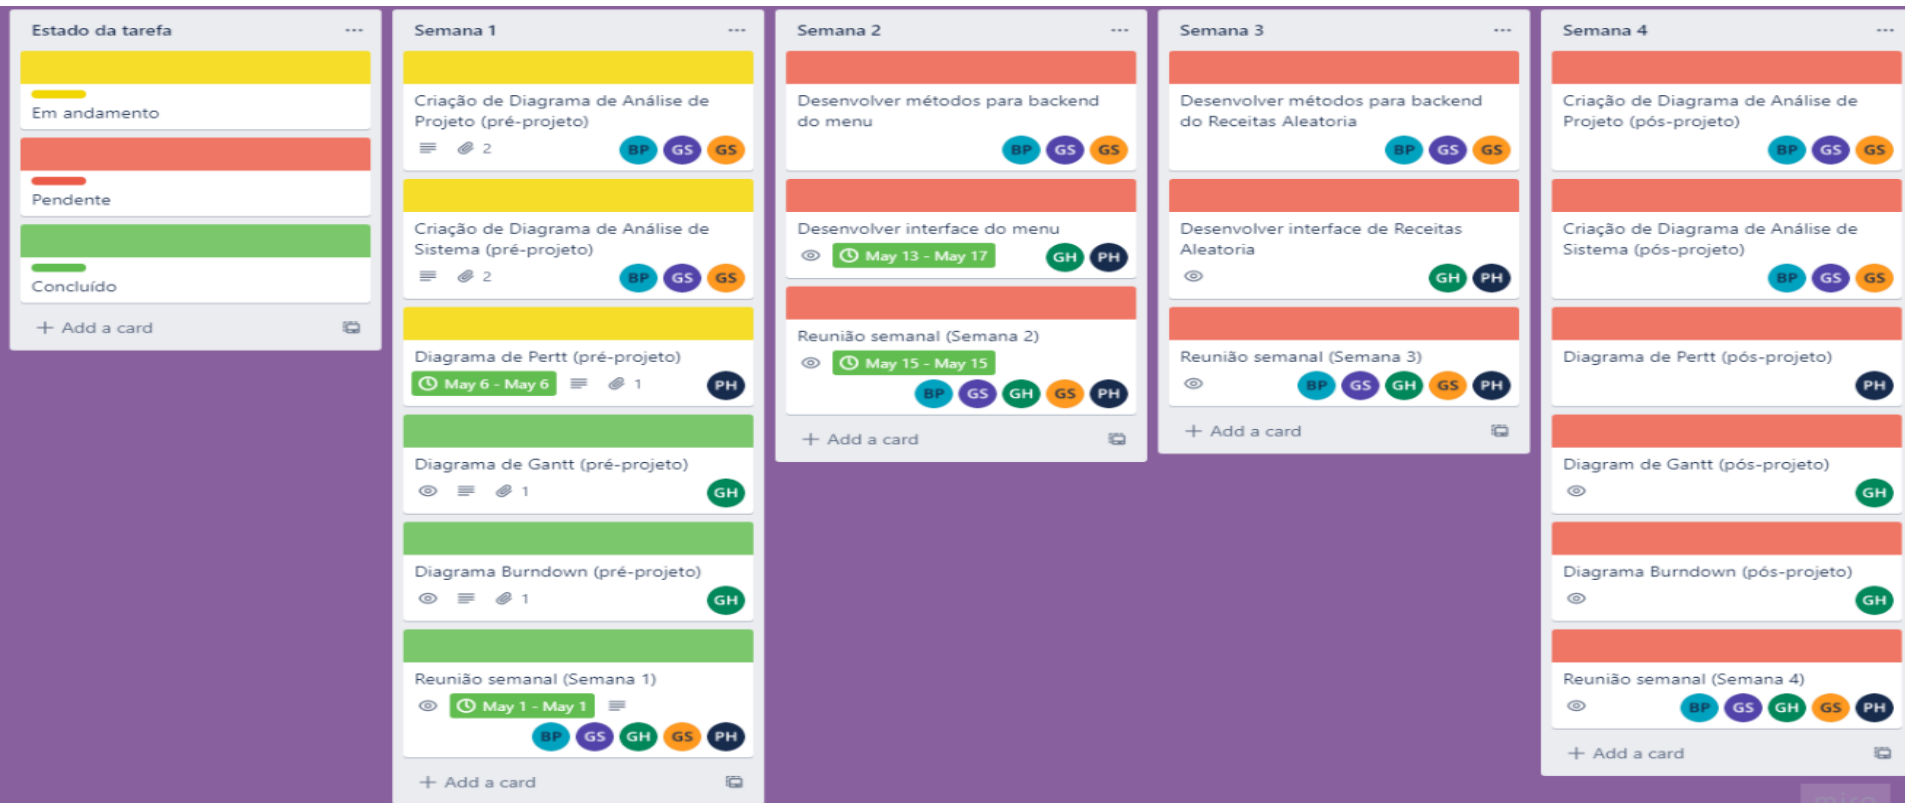 Estado da tarefa
Em andamento
Pendente
Concluído
+ Add a card
Semana 1
Criação de Diagrama de Análise de
Projeto (pré-projeto)
2
BP GS GS
Criação de Diagrama de Análise de
Sistema (pré-projeto)
2
BP GS GS
Diagrama de Pertt (pré-projeto)
May 6 - May 6
1
PH
Diagrama de Gantt (pré-projeto)
1
GH
Diagrama Burndown (pré-projeto)
1
GH
Reunião semanal (Semana 1)
May 1 - May 1
BP GS GH GS PH
+ Add a card
Semana 2
Desenvolver métodos para backend
do menu
BP GS GS
Desenvolver interface do menu
May 13 - May 17
GH PH
Reunião semanal (Semana 2)
May 15 - May 15
BP GS GH GS PH
+ Add a card
Semana 3
Desenvolver métodos para backend
do Receitas Aleatoria
BP GS GS
Desenvolver interface de Receitas
Aleatoria
GH PH
Reunião semanal (Semana 3)
BP GS GH GS PH
+ Add a card
Semana 4
Criação de Diagrama de Análise de
Projeto (pós-projeto)
BP GS GS
Criação de Diagrama de Análise de
Sistema (pós-projeto)
BP GS GS
Diagrama de Pertt (pós-projeto)
PH
Diagram de Gantt (pós-projeto)
GH
Diagrama Burndown (pós-projeto)
GH
Reunião semanal (Semana 4)
BP GS GH GS PH
+ Add a card
miro